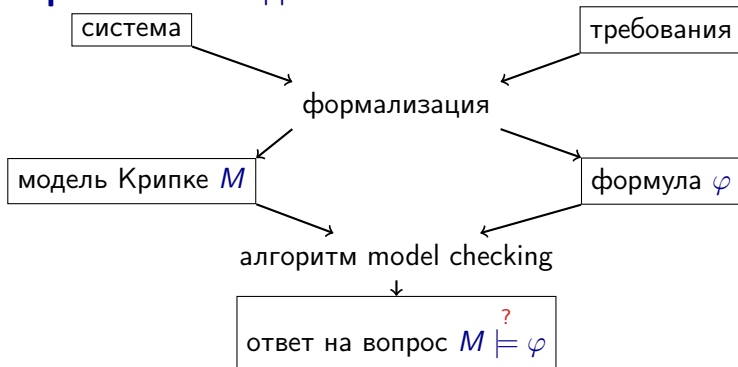 система
требования
формализация
модель Крипке M
формула φ
алгоритм model checking
?
ответ на вопрос M ⊨ φ